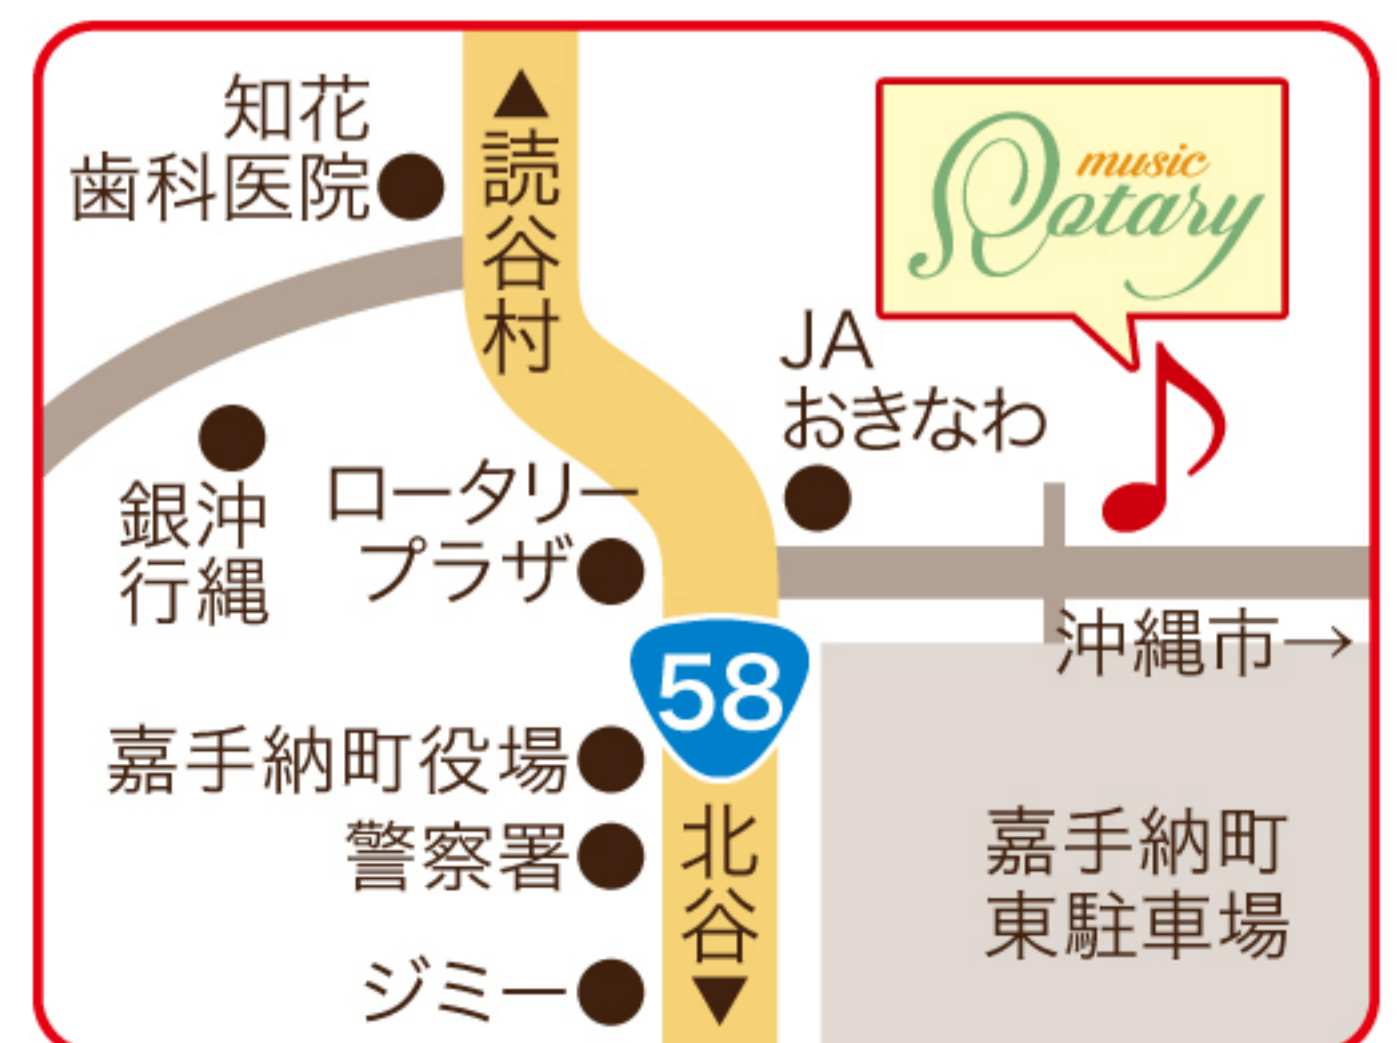 知花
歯科医院
▲読谷村
music
Rotary
JA
おきなわ
銀沖
行縄
ロータリー
プラザ
沖縄市→
58
嘉手納町役場
警察署
ジミー
北谷▼
嘉手納町
東駐車場